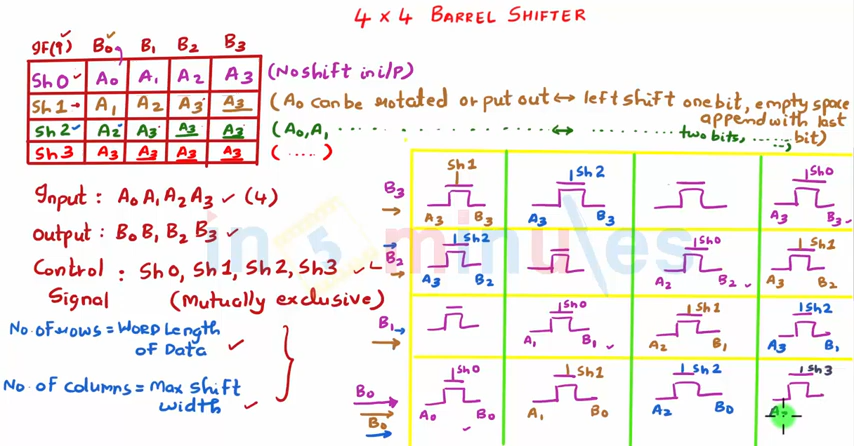 4 × 4 BARREL SHIFTER
IF(1) B0 B1 B2 B3
Sh0 A0 A1 A2 A3 (No shift in i/p)
Sh1 A1 A2 A3 A3 (A0 can be rotated or put out ↔ left shift one bit, empty space
append with last
bit)
Sh2 A2 A3 A3 A3 (A0, A1 .................. ↔ ........... two bits, ......,
Sh3 A3 A3 A3 A3 (.....)
Input : A0 A1 A2 A3 (4)
output : B0 B1 B2 B3
Control : Sh0, Sh1, Sh2, Sh3
Signal (Mutually exclusive)
No. of rows = WORD Length
of Data
No of columns = Max shift
width
Sh1 Sh2 Sh0
B3 A3 B3 A3 B3 A3 B3
Sh2 Sh0 Sh1
B2 A3 B2 A2 B2 A3 B2
Sh0 Sh1 Sh2
B1 A1 B1 A2 B1 A3 B1
Sh0 Sh1 Sh2 Sh3
B0 A0 B0 A1 B0 A2 B0
B0
in 5 minutes